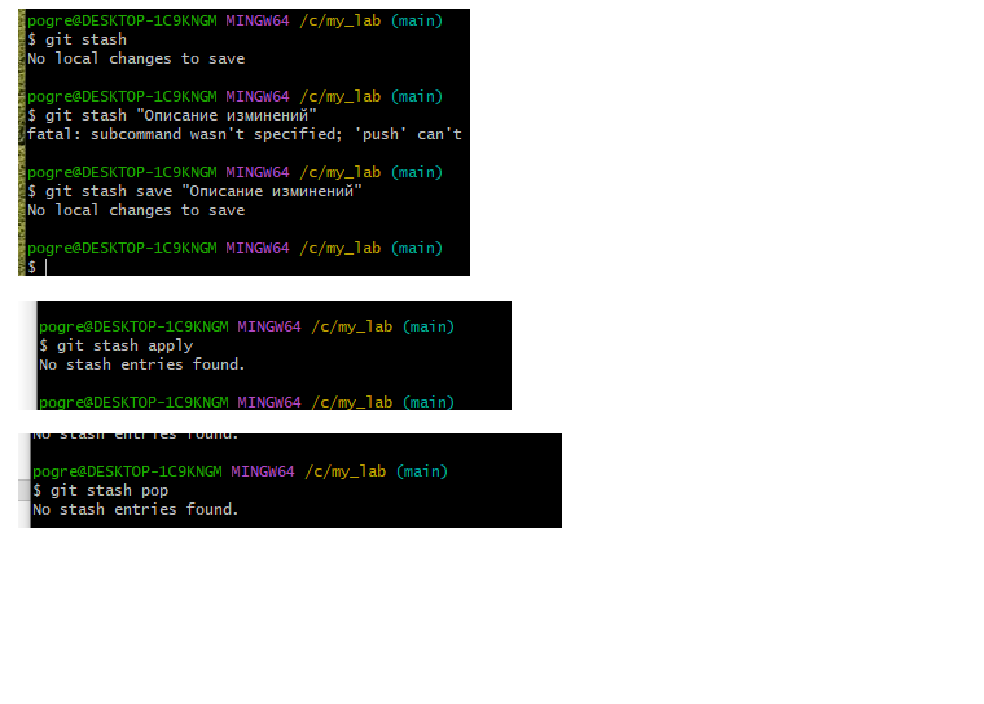 pogre@DESKTOP-1C9KNGM MINGW64 /c/my_lab (main)
$ git stash
No local changes to save
pogre@DESKTOP-1C9KNGM MINGW64 /c/my_lab (main)
$ git stash "Описание изминений"
fatal: subcommand wasn't specified; 'push' can't
pogre@DESKTOP-1C9KNGM MINGW64 /c/my_lab (main)
$ git stash save "Описание изминений"
No local changes to save
pogre@DESKTOP-1C9KNGM MINGW64 /c/my_lab (main)
$
pogre@DESKTOP-1C9KNGM MINGW64 /c/my_lab (main)
$ git stash apply
No stash entries found.
pogre@DESKTOP-1C9KNGM MINGW64 /c/my_lab (main)
No stash entries found.
pogre@DESKTOP-1C9KNGM MINGW64 /c/my_lab (main)
$ git stash pop
No stash entries found.